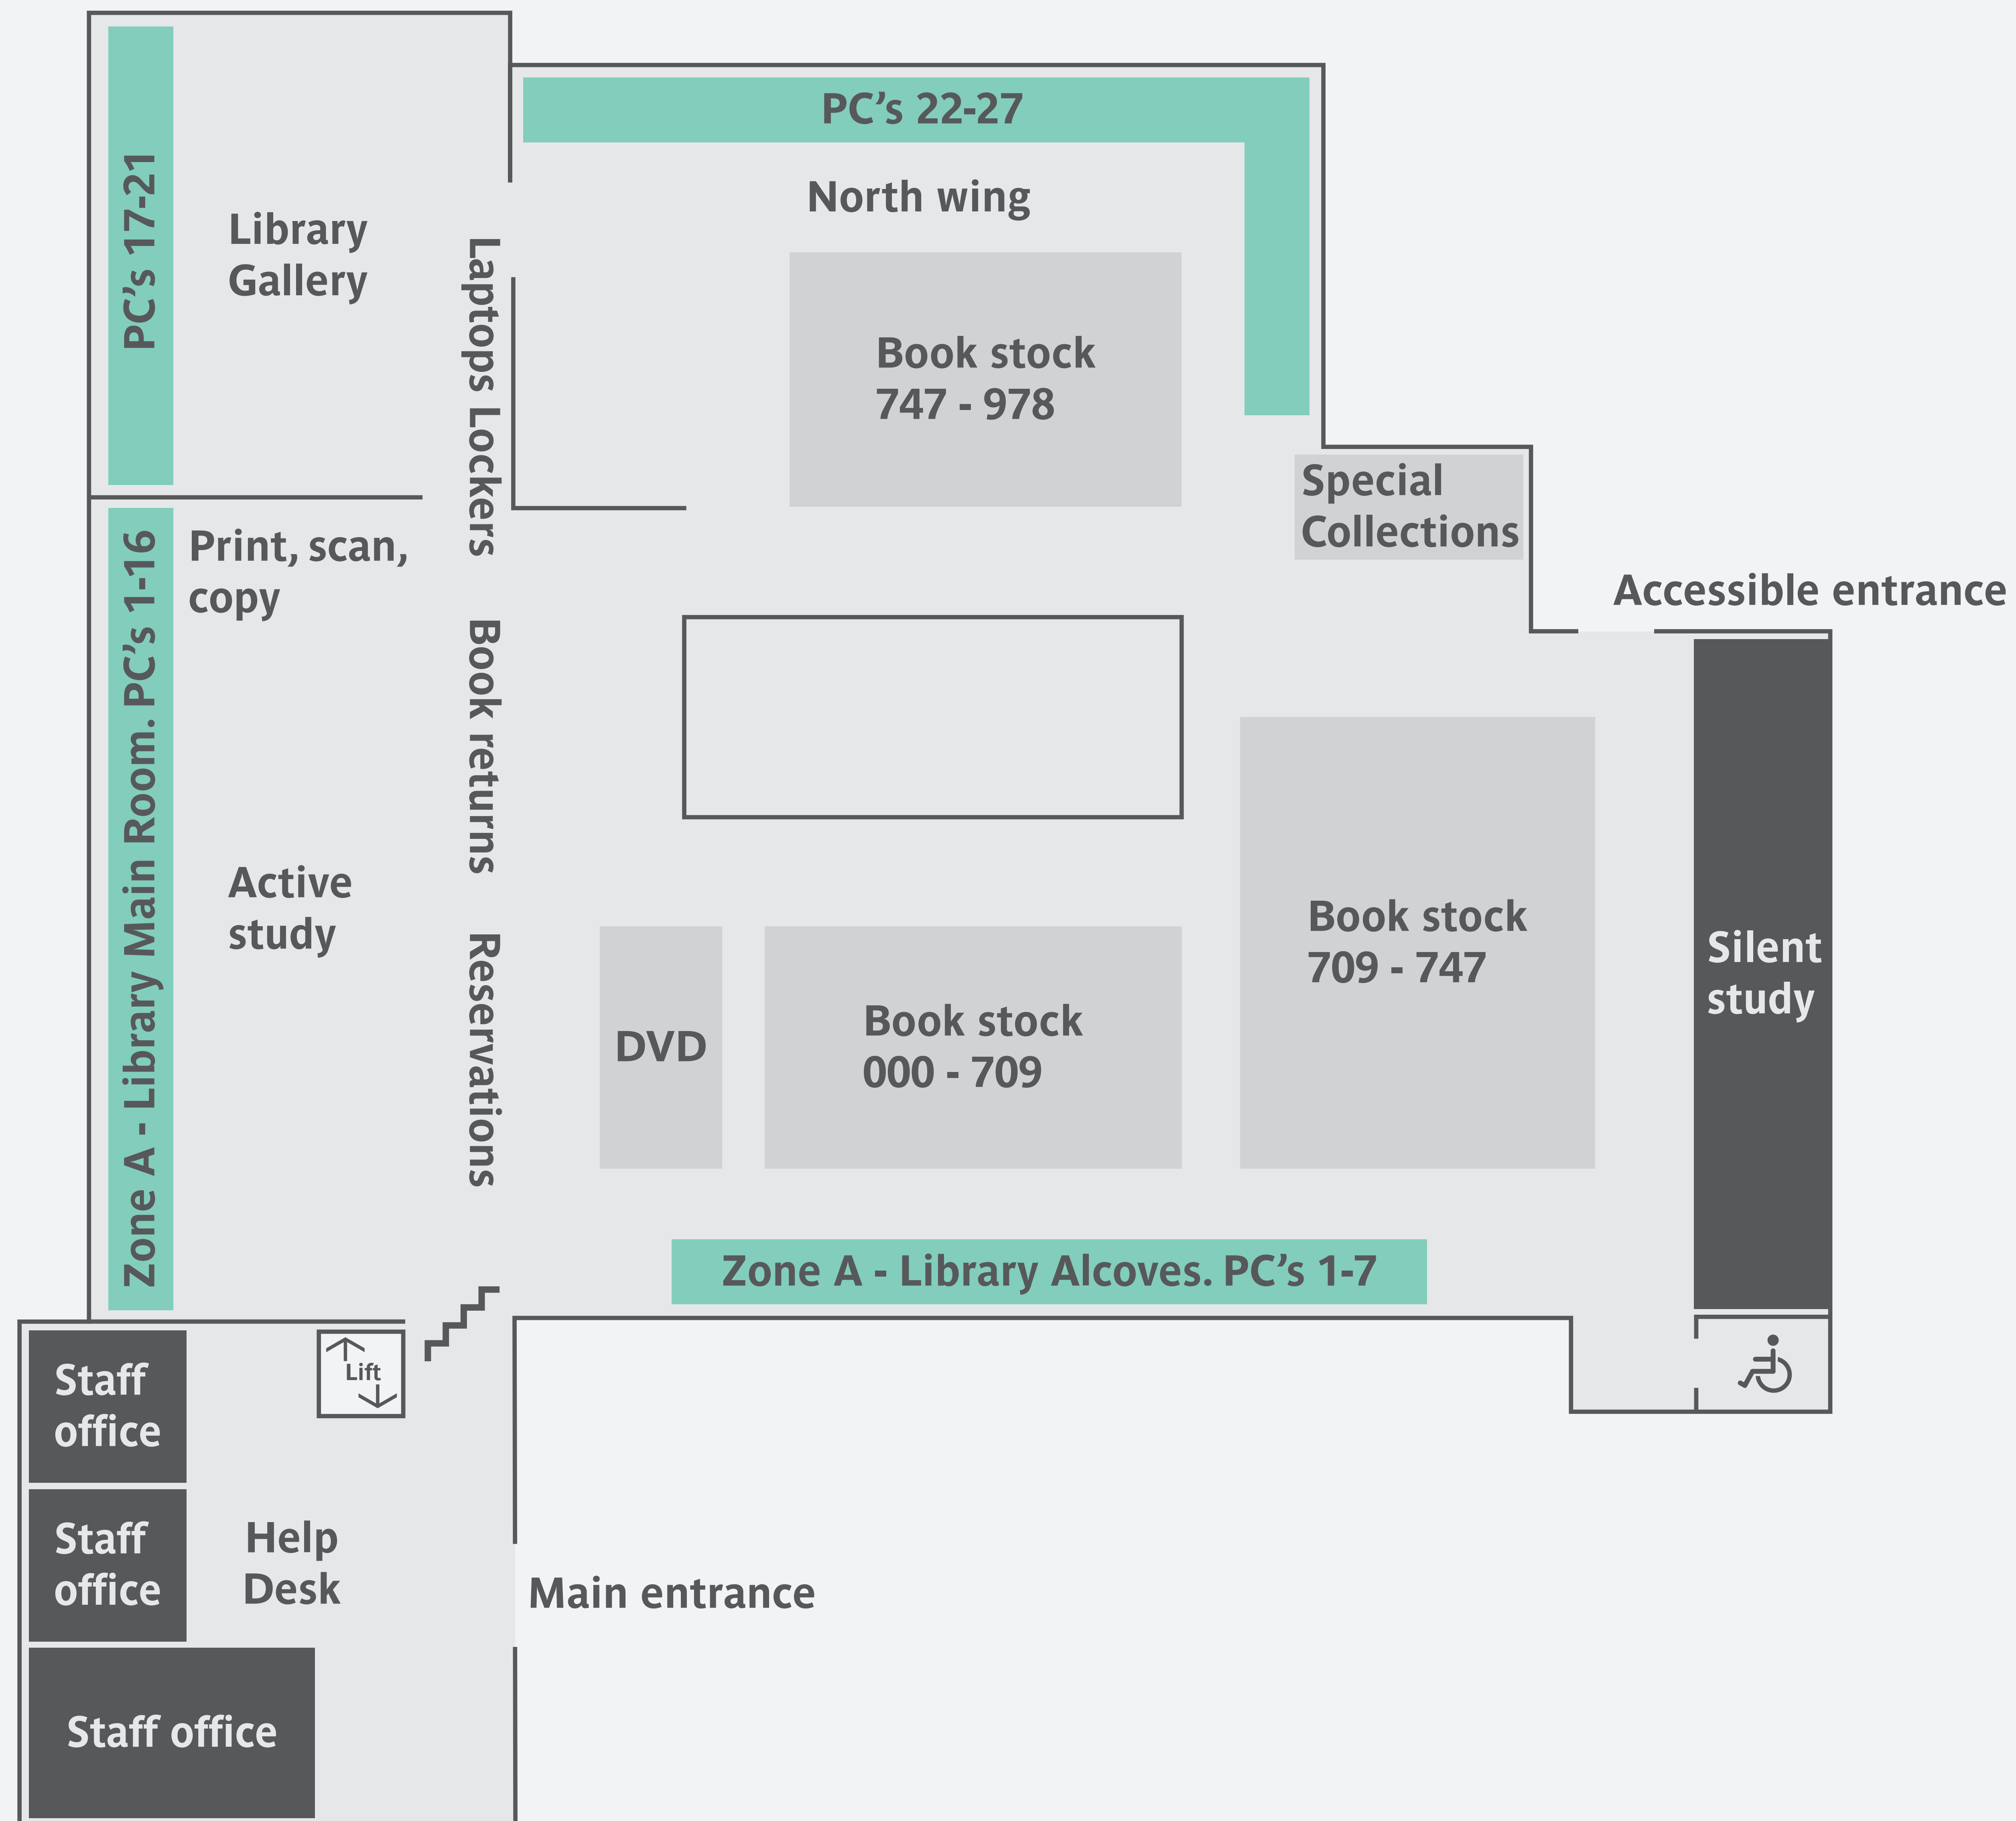 PC’s 22-27
PC’s 17-21
North wing
Library
Gallery
Laptops Lockers
Book stock
747 - 978
Special
Collections
Print, scan,
copy
Accessible entrance
Zone A - Library Main Room. PC’s 1-16
Book returns
Active
study
Reservations
Book stock
709 - 747
Silent
study
DVD
Book stock
000 - 709
Zone A - Library Alcoves. PC’s 1-7
Staff
office
Lift
Staff
office
Help
Desk
Main entrance
Staff office